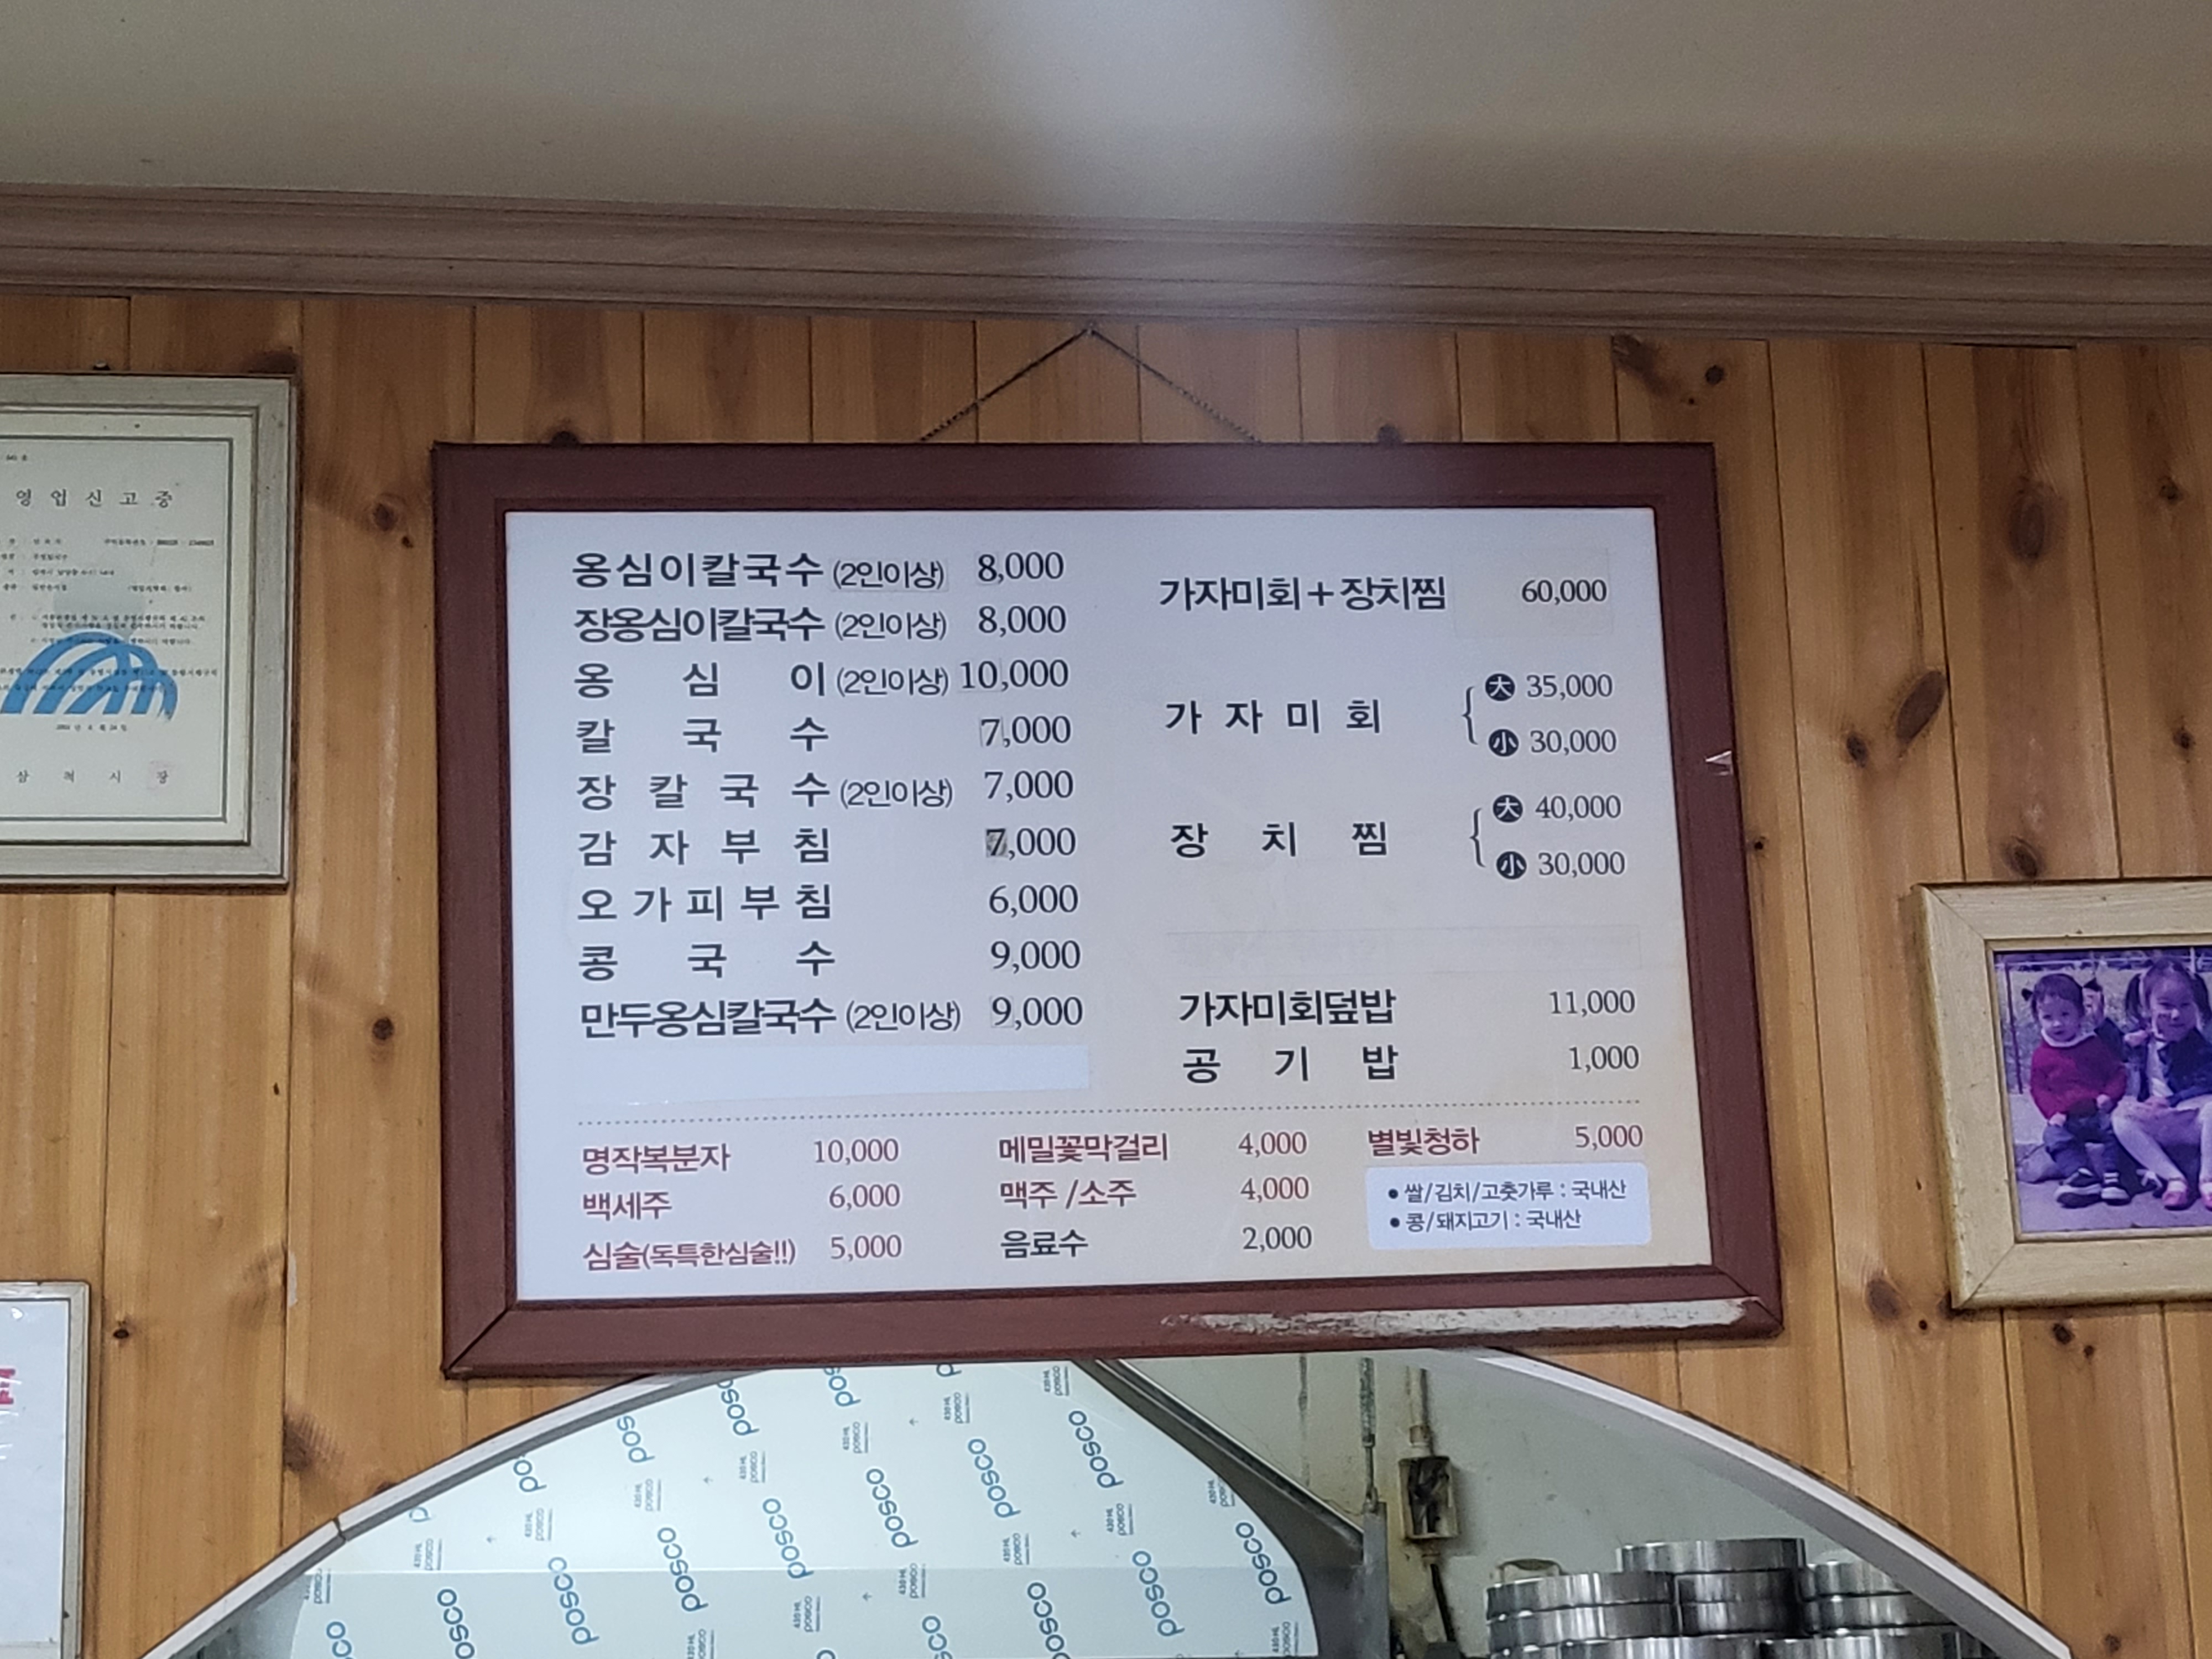 영 업 신 고 증
삼 척 시 장
옹심이칼국수 (2인이상) 8,000
장옹심이칼국수 (2인이상) 8,000
옹 심 이 (2인이상) 10,000
칼 국 수 7,000
장 칼 국 수 (2인이상) 7,000
감 자 부 침 7,000
오 가 피 부 침 6,000
콩 국 수 9,000
만두옹심칼국수 (2인이상) 9,000
가자미회+장치찜 60,000
가 자 미 회 { 大 35,000
小 30,000
장 치 찜 { 大 40,000
小 30,000
가자미회덮밥 11,000
공 기 밥 1,000
명작복분자 10,000
백세주 6,000
심술(독특한심술!!) 5,000
메밀꽃막걸리 4,000
맥주 /소주 4,000
음료수 2,000
별빛청하 5,000
• 쌀/김치/고춧가루 : 국내산
• 콩/돼지고기 : 국내산
posco
posco
posco
posco
posco
posco
posco
posco
posco
posco